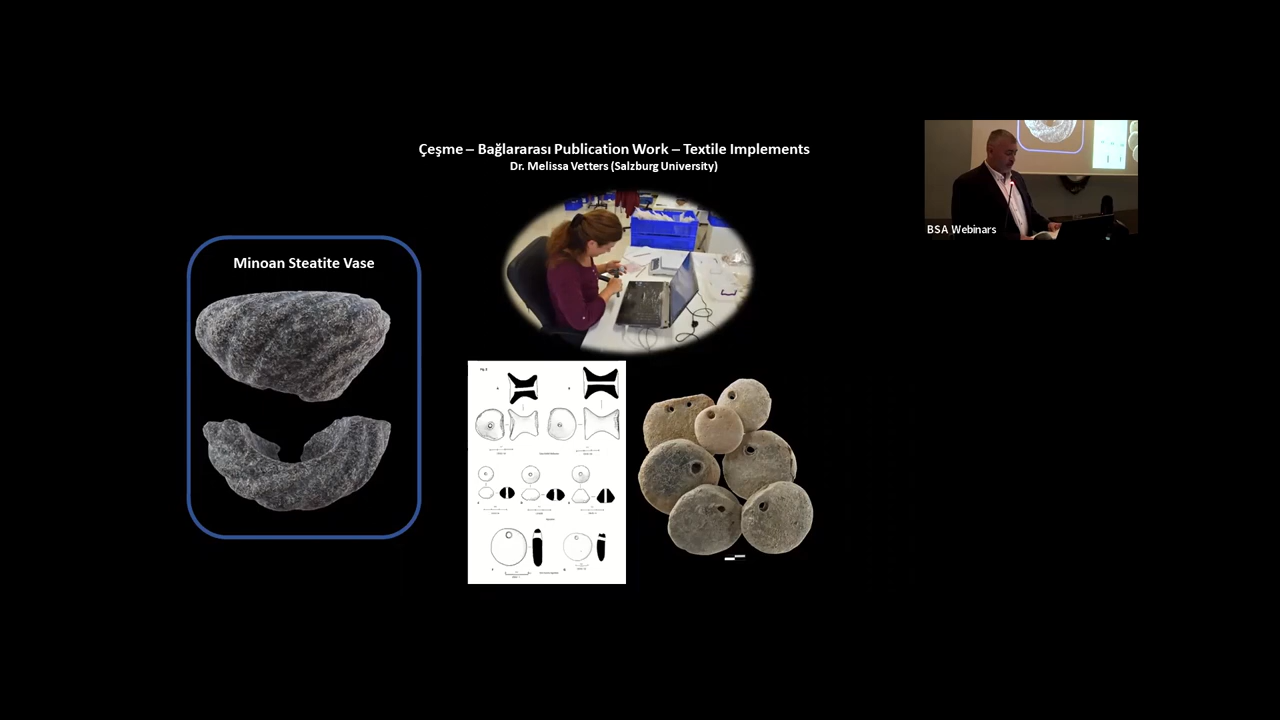 Çeşme – Bağlararası Publication Work – Textile Implements
Dr. Melissa Vetters (Salzburg University)
BSA Webinars
Minoan Steatite Vase